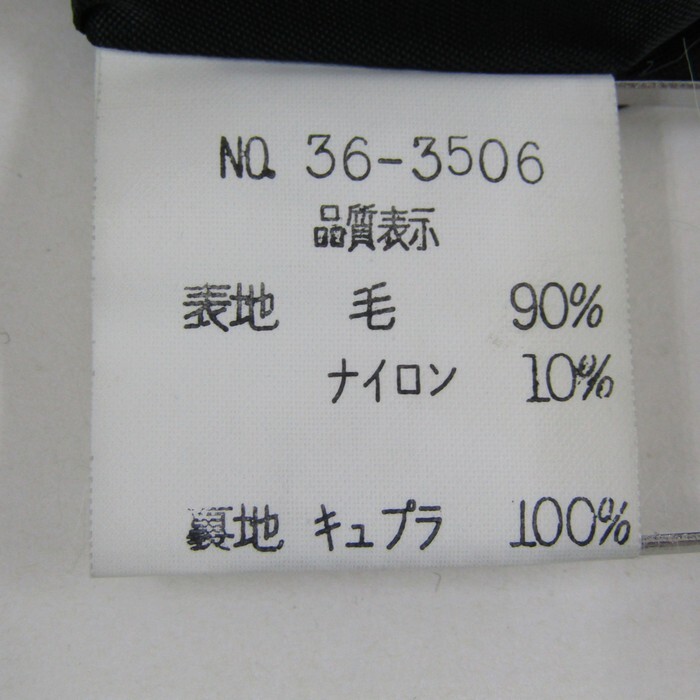 NO. 36-3506
品質表示
表地 毛 90%
ナイロン 10%
裏地 キュプラ 100%